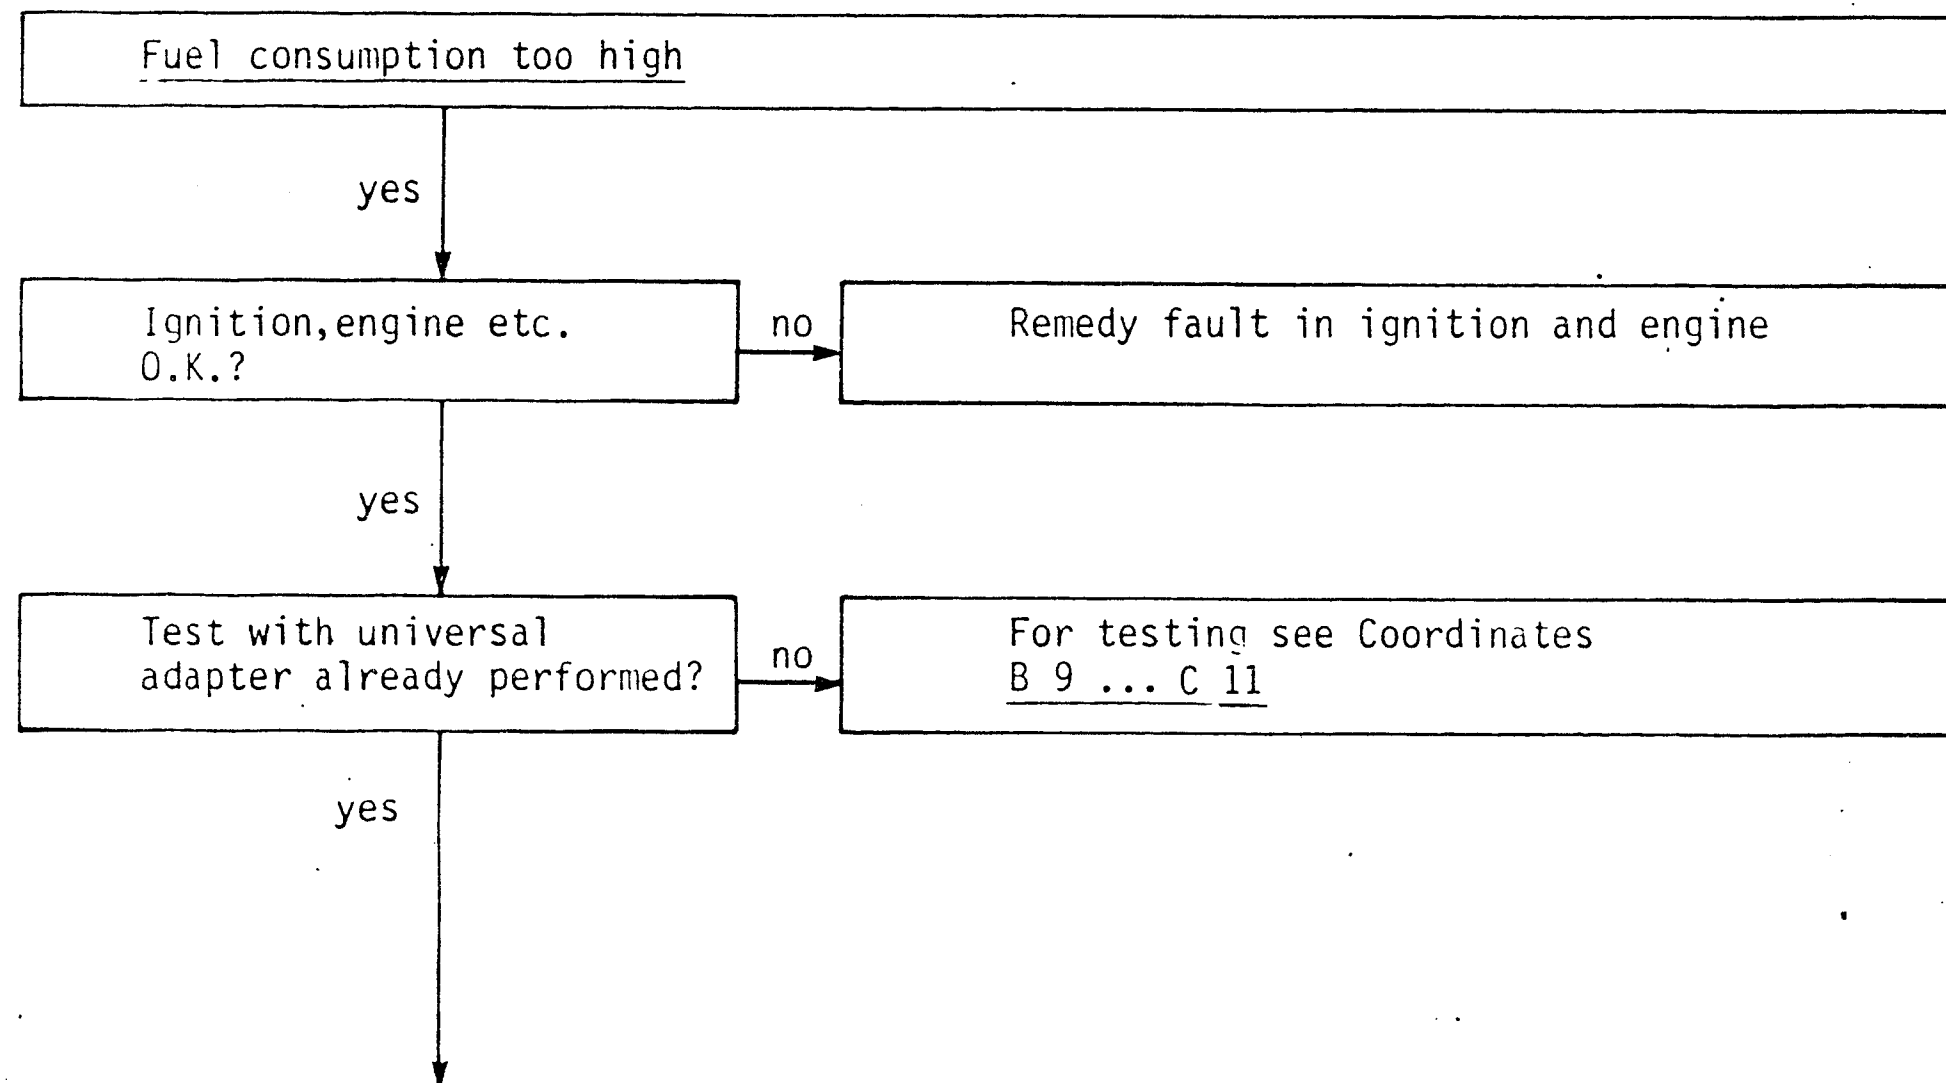 Fuel consumption too high
yes
Ignition,engine etc.
O.K.?
no
Remedy fault in ignition and engine
yes
Test with universal
adapter already performed?
no
For testing see Coordinates
B 9 ... C 11
yes